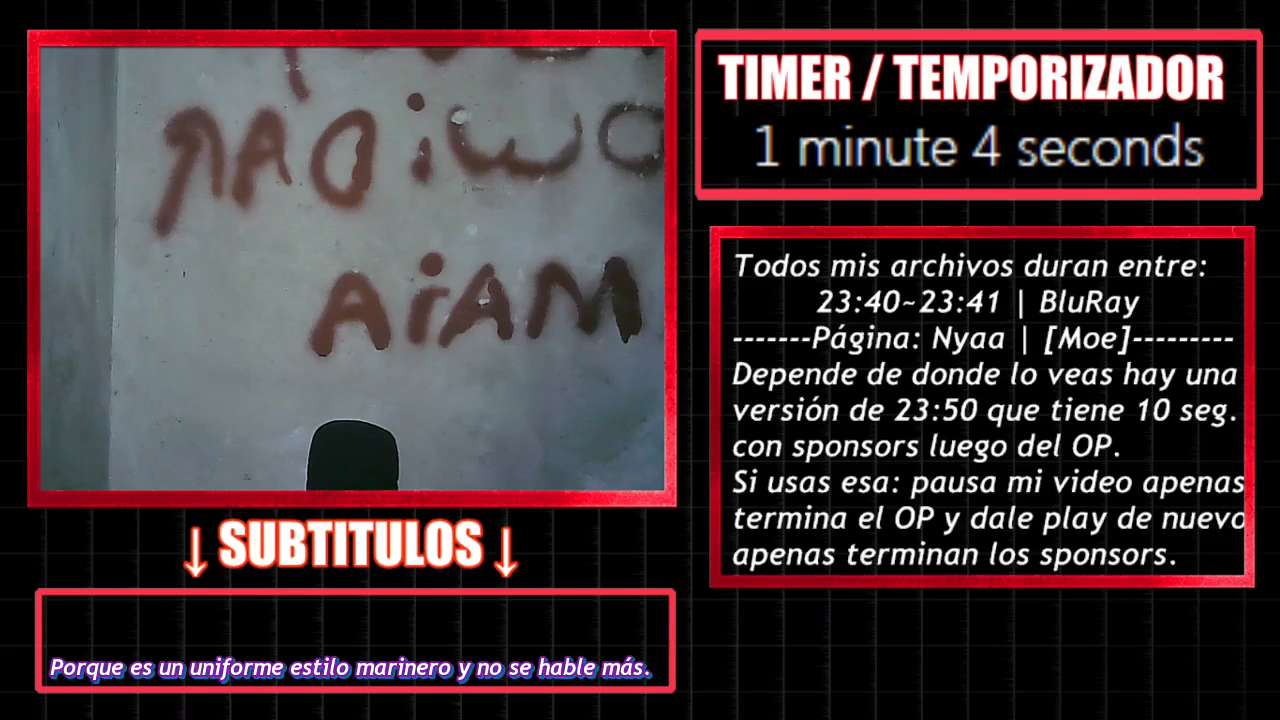 TIMER / TEMPORIZADOR
1 minute 4 seconds
AiAM
Todos mis archivos duran entre:
23:40~23:41 | BluRay
-------Página: Nyaa | [Moe]---------
Depende de donde lo veas hay una
versión de 23:50 que tiene 10 seg.
con sponsors luego del OP.
Si usas esa: pausa mi video apenas
termina el OP y dale play de nuevo
apenas terminan los sponsors.
↓ SUBTITULOS ↓
Porque es un uniforme estilo marinero y no se hable más.